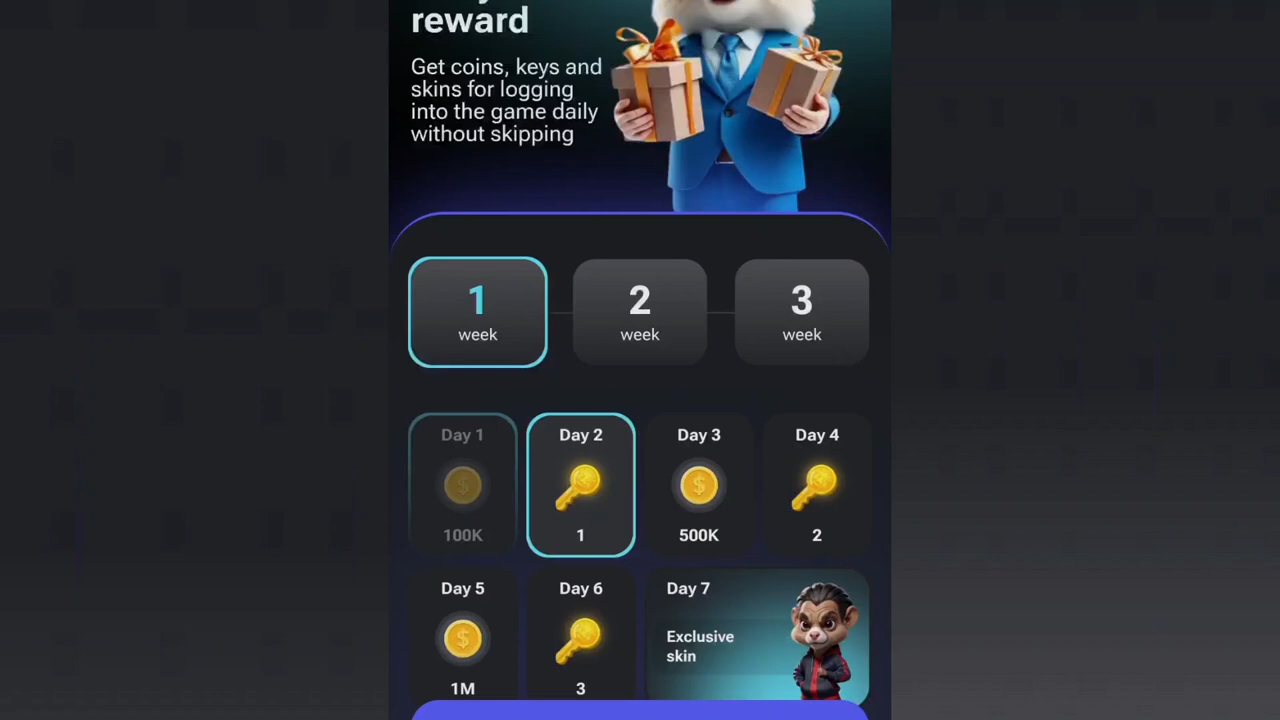 reward
Get coins, keys and
skins for logging
into the game daily
without skipping
1
week
2
week
3
week
Day 1
100K
Day 2
1
Day 3
500K
Day 4
2
Day 5
1M
Day 6
3
Day 7
Exclusive
skin